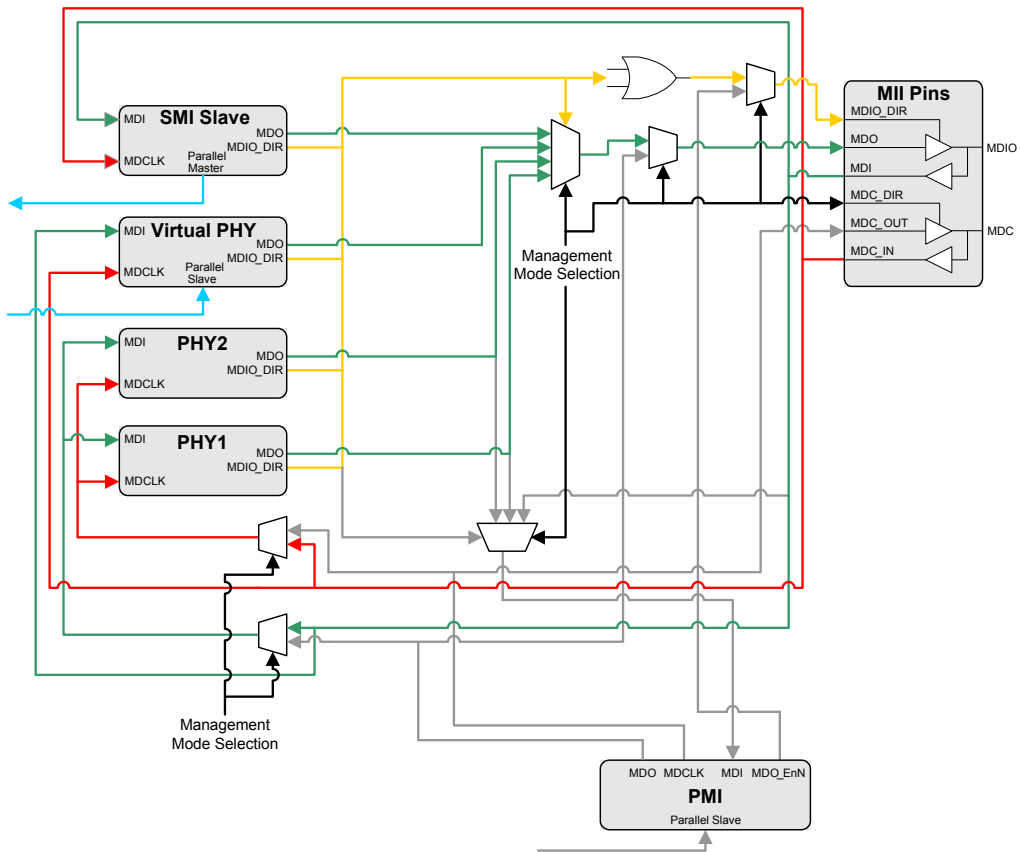 MII Pins
MDIO_DIR
MDO
MDI
MDC_DIR
MDC_OUT
MDC_IN
MDIO
MDC
SMI Slave
MDI
MDO
MDIO_DIR
MDCLK
Parallel
Master
Virtual PHY
MDI
MDO
MDIO_DIR
MDCLK
Parallel
Slave
Management
Mode Selection
PHY2
MDI
MDO
MDIO_DIR
MDCLK
PHY1
MDI
MDO
MDIO_DIR
MDCLK
Management
Mode Selection
MDO
MDCLK
MDI
MDO_EnN
PMI
Parallel Slave